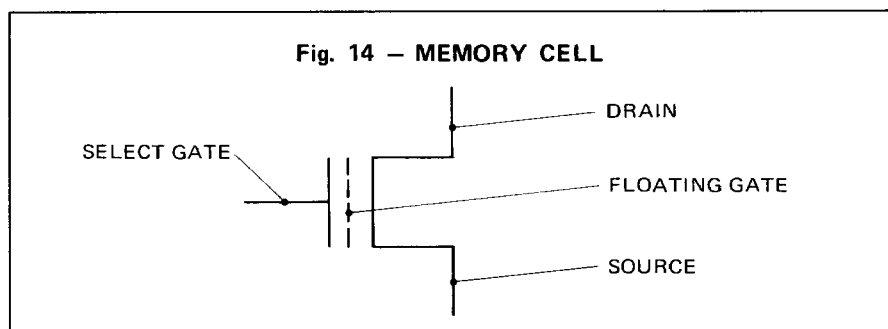 Fig. 14 – MEMORY CELL
DRAIN
SELECT GATE
FLOATING GATE
SOURCE